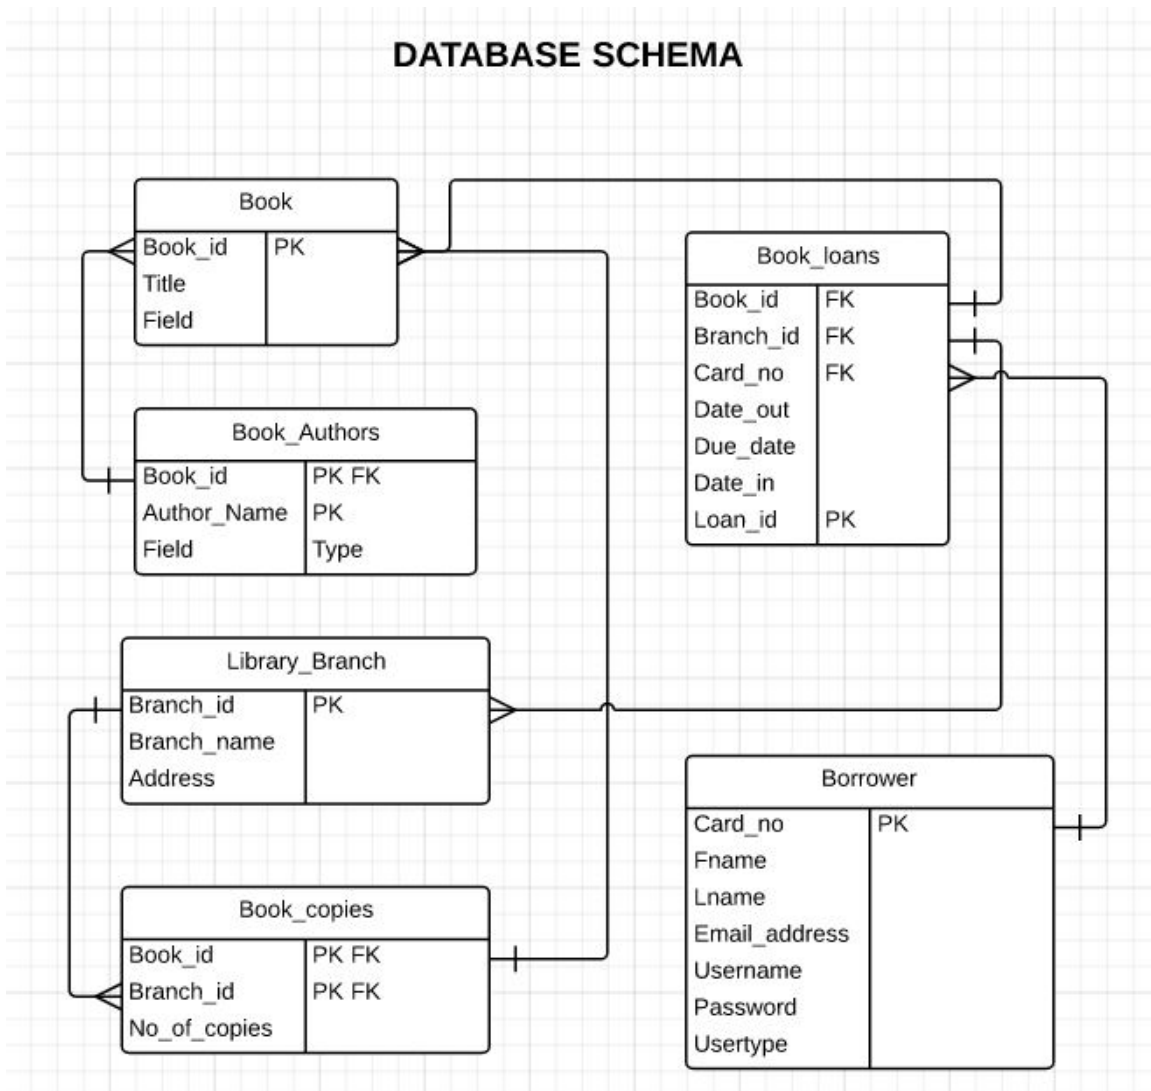 DATABASE SCHEMA
Book
Book_id PK
Title
Field
Book_Authors
Book_id PK FK
Author_Name PK
Field Type
Library_Branch
Branch_id PK
Branch_name
Address
Book_copies
Book_id PK FK
Branch_id PK FK
No_of_copies
Book_loans
Book_id FK
Branch_id FK
Card_no FK
Date_out
Due_date
Date_in
Loan_id PK
Borrower
Card_no PK
Fname
Lname
Email_address
Username
Password
Usertype